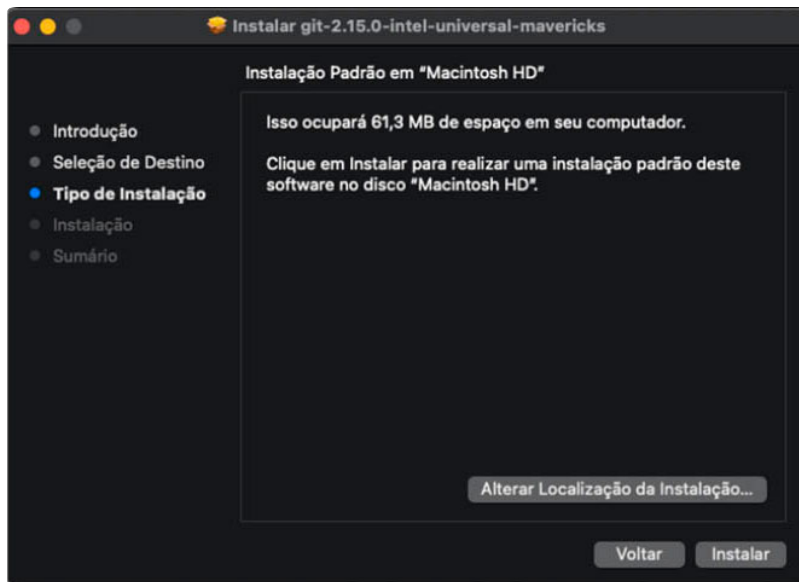 Instalar git-2.15.0-intel-universal-mavericks
Instalação Padrão em “Macintosh HD”
Introdução
Seleção de Destino
Tipo de Instalação
Instalação
Sumário
Isso ocupará 61,3 MB de espaço em seu computador.
Clique em Instalar para realizar uma instalação padrão deste
software no disco “Macintosh HD”.
Alterar Localização da Instalação...
Voltar
Instalar